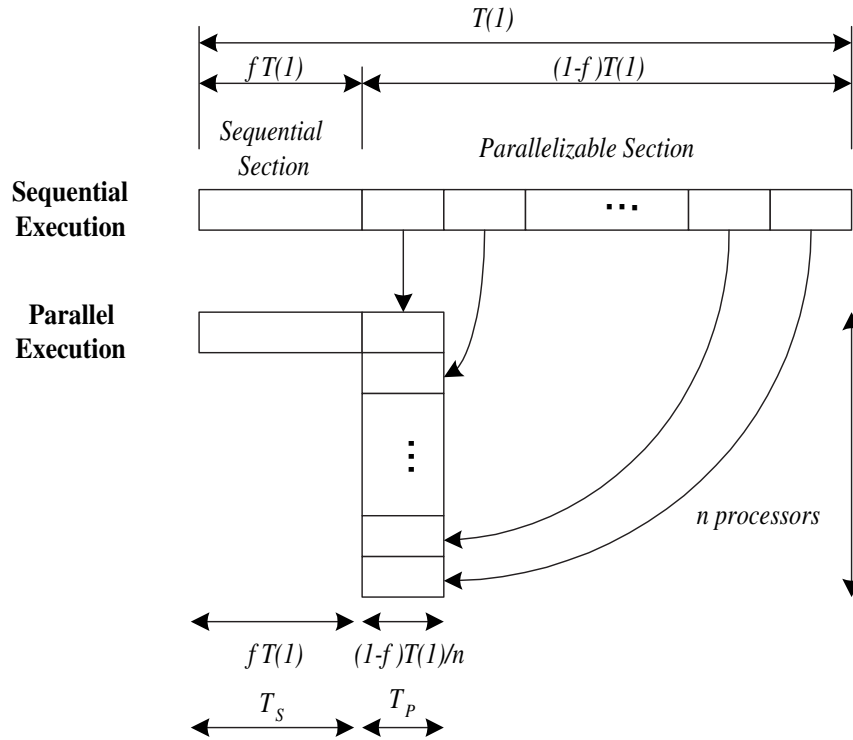 T(1)
f T(1)
(1-f )T(1)
Sequential
Section
Parallelizable Section
Sequential
Execution
...
Parallel
Execution
...
n processors
f T(1)
(1-f )T(1)/n
T_S
T_P